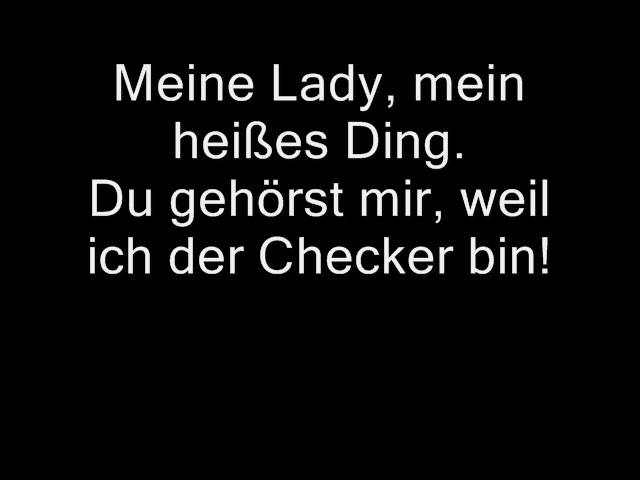 Meine Lady, mein
heißes Ding.
Du gehörst mir, weil
ich der Checker bin!